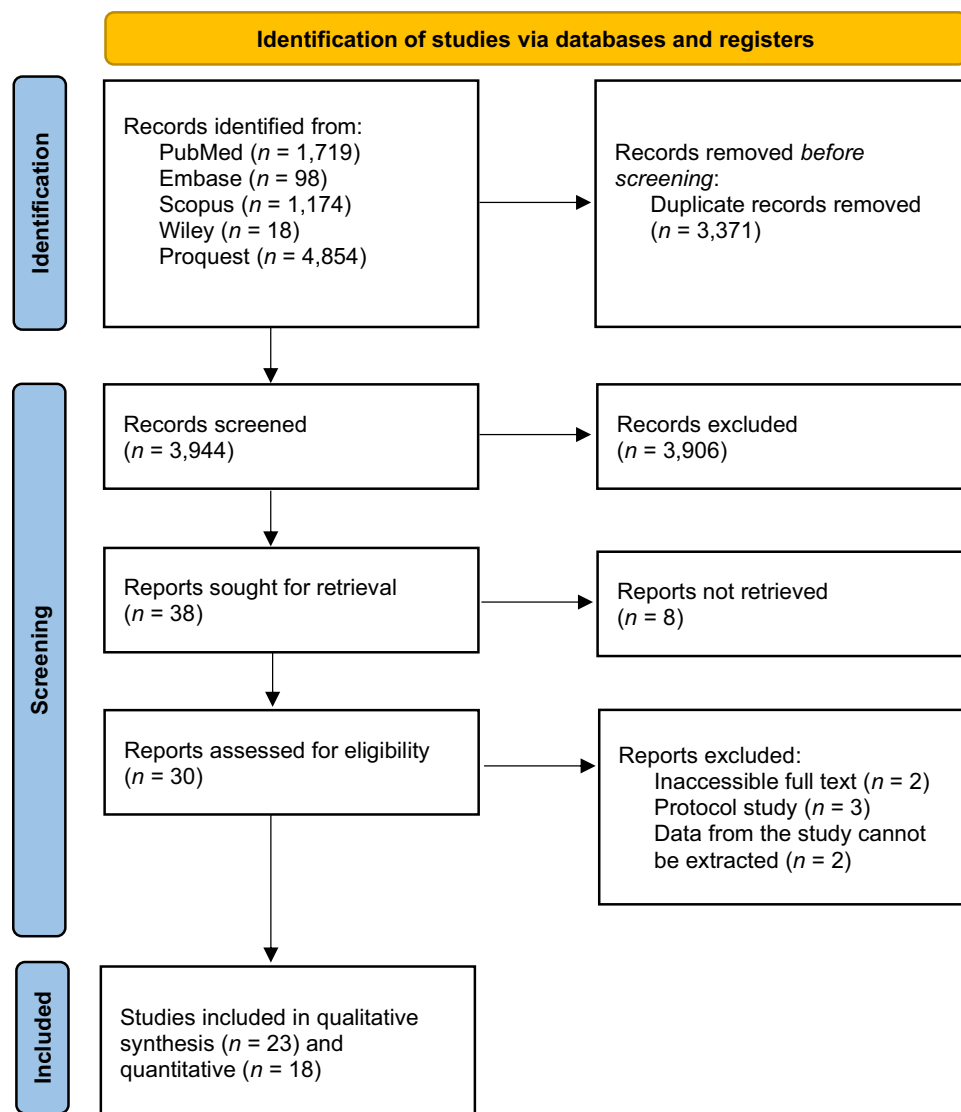 Identification of studies via databases and registers
Identification
Records identified from:
PubMed (n = 1,719)
Embase (n = 98)
Scopus (n = 1,174)
Wiley (n = 18)
Proquest (n = 4,854)
Records removed before
screening:
Duplicate records removed
(n = 3,371)
Screening
Records screened
(n = 3,944)
Records excluded
(n = 3,906)
Reports sought for retrieval
(n = 38)
Reports not retrieved
(n = 8)
Reports assessed for eligibility
(n = 30)
Reports excluded:
Inaccessible full text (n = 2)
Protocol study (n = 3)
Data from the study cannot
be extracted (n = 2)
Included
Studies included in qualitative
synthesis (n = 23) and
quantitative (n = 18)